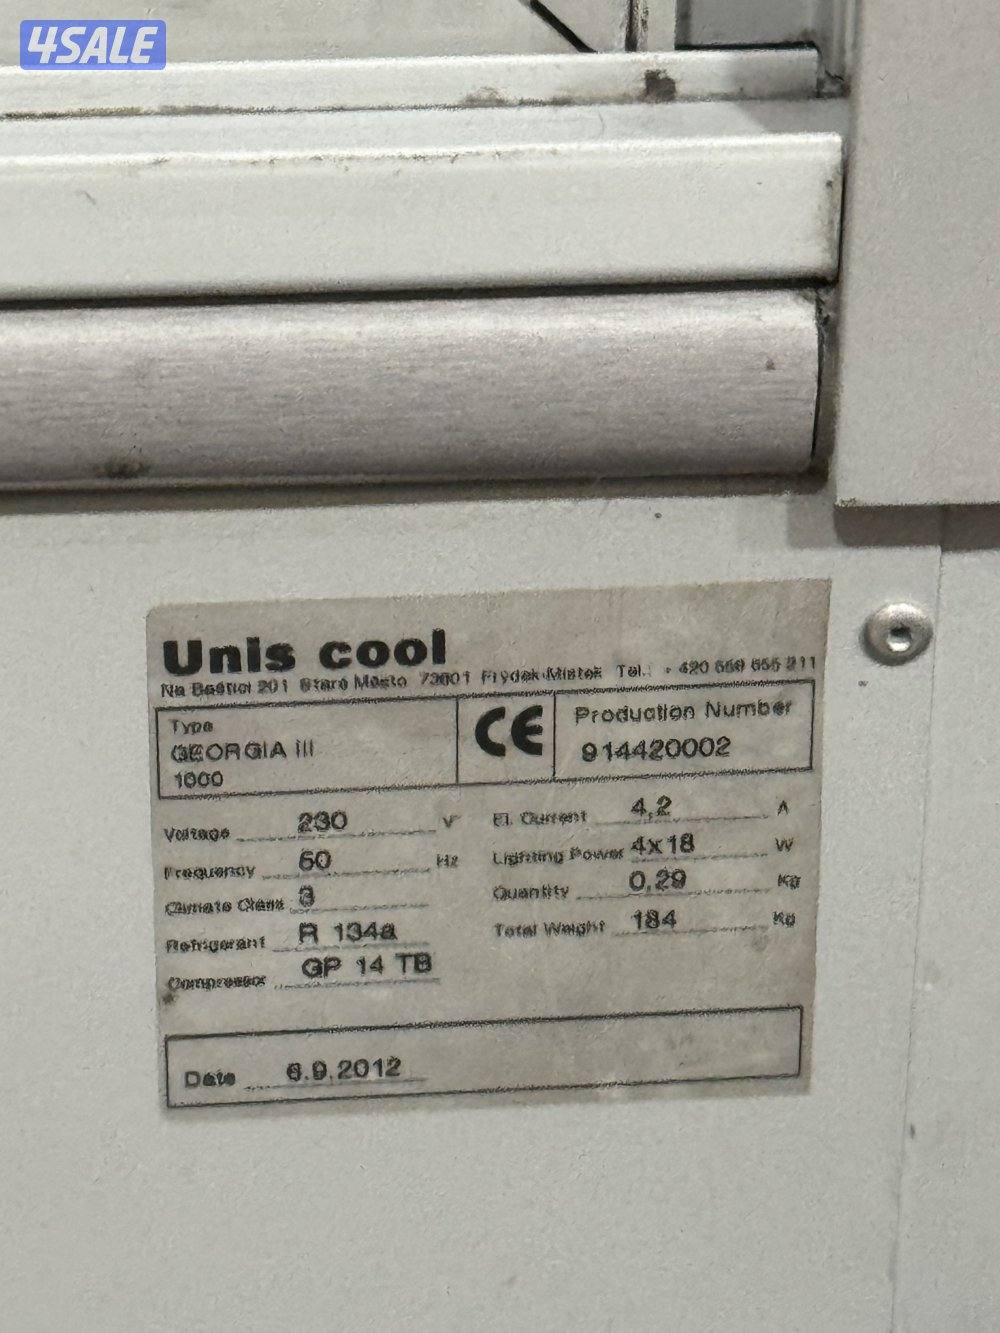 4SALE
Unis cool
Na Baštici 201 Staré Město 73801 Frýdek-Místek Tel.: + 420 558 655 211
Type
GEORGIA III
1000
CE
Production Number
914420002
Voltage 230 V
El. Current 4,2 A
Frequency 50 Hz
Lighting Power 4x18 W
Climate Class 3
Quantity 0,29 Kg
Refrigerant R 134a
Total Weight 184 Kg
Compressor GP 14 TB
Date 6.9.2012